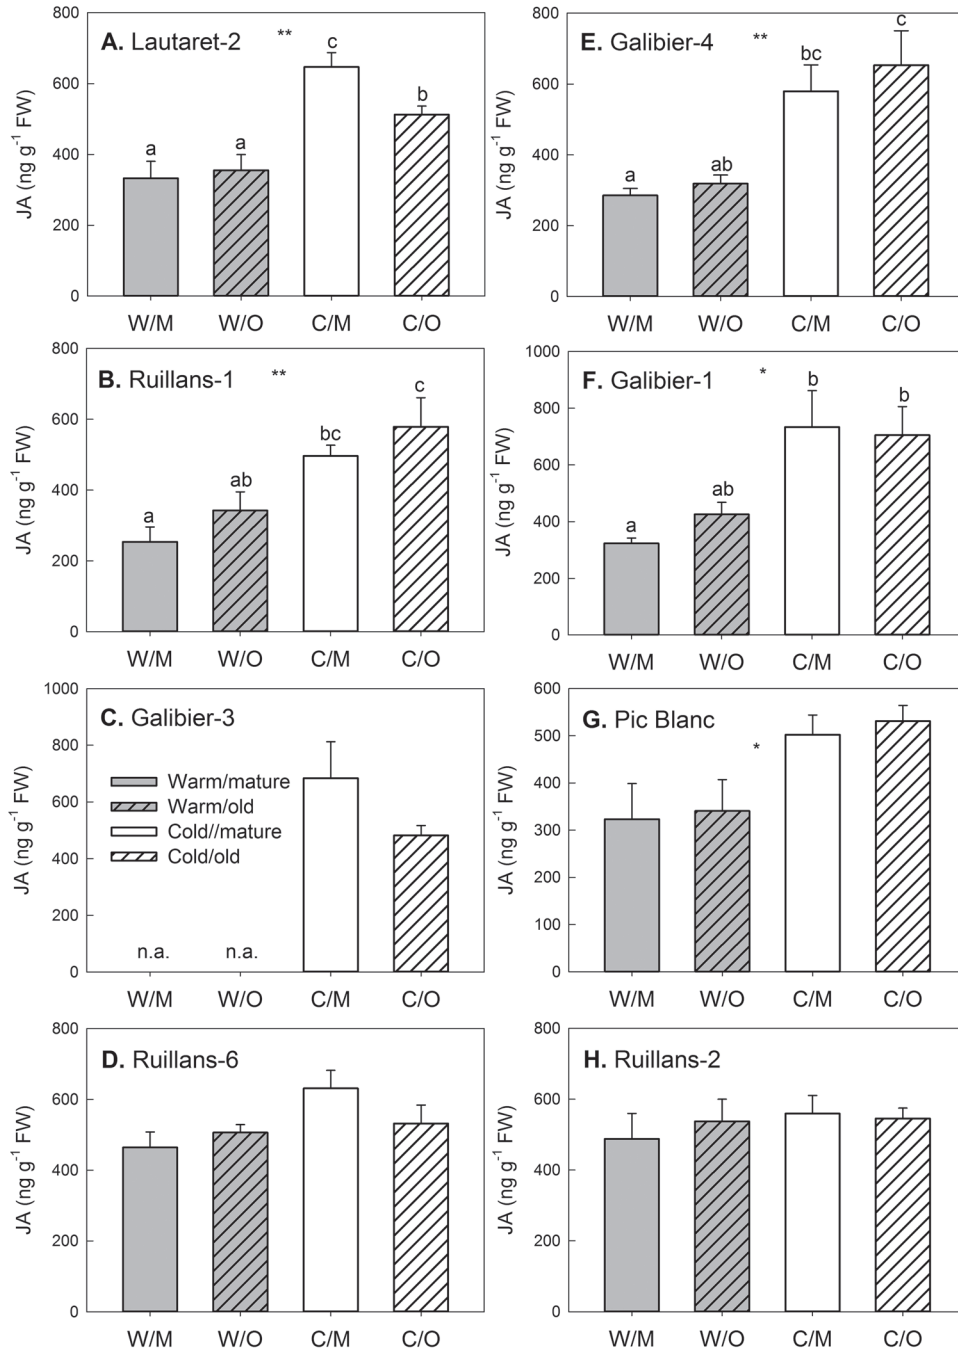 A. Lautaret-2 **
JA (ng g-1 FW)
800
600
400
200
0
a
a
c
b
W/M W/O C/M C/O
E. Galibier-4 **
JA (ng g-1 FW)
800
600
400
200
0
a
ab
bc
c
W/M W/O C/M C/O
B. Ruillans-1 **
JA (ng g-1 FW)
800
600
400
200
0
a
ab
bc
c
W/M W/O C/M C/O
F. Galibier-1 *
JA (ng g-1 FW)
1000
800
600
400
200
0
a
ab
b
b
W/M W/O C/M C/O
C. Galibier-3
JA (ng g-1 FW)
1000
800
600
400
200
0
Warm/mature
Warm/old
Cold//mature
Cold/old
n.a. n.a.
W/M W/O C/M C/O
G. Pic Blanc
*
JA (ng g-1 FW)
600
500
400
300
200
100
0
W/M W/O C/M C/O
D. Ruillans-6
JA (ng g-1 FW)
800
600
400
200
0
W/M W/O C/M C/O
H. Ruillans-2
JA (ng g-1 FW)
800
600
400
200
0
W/M W/O C/M C/O